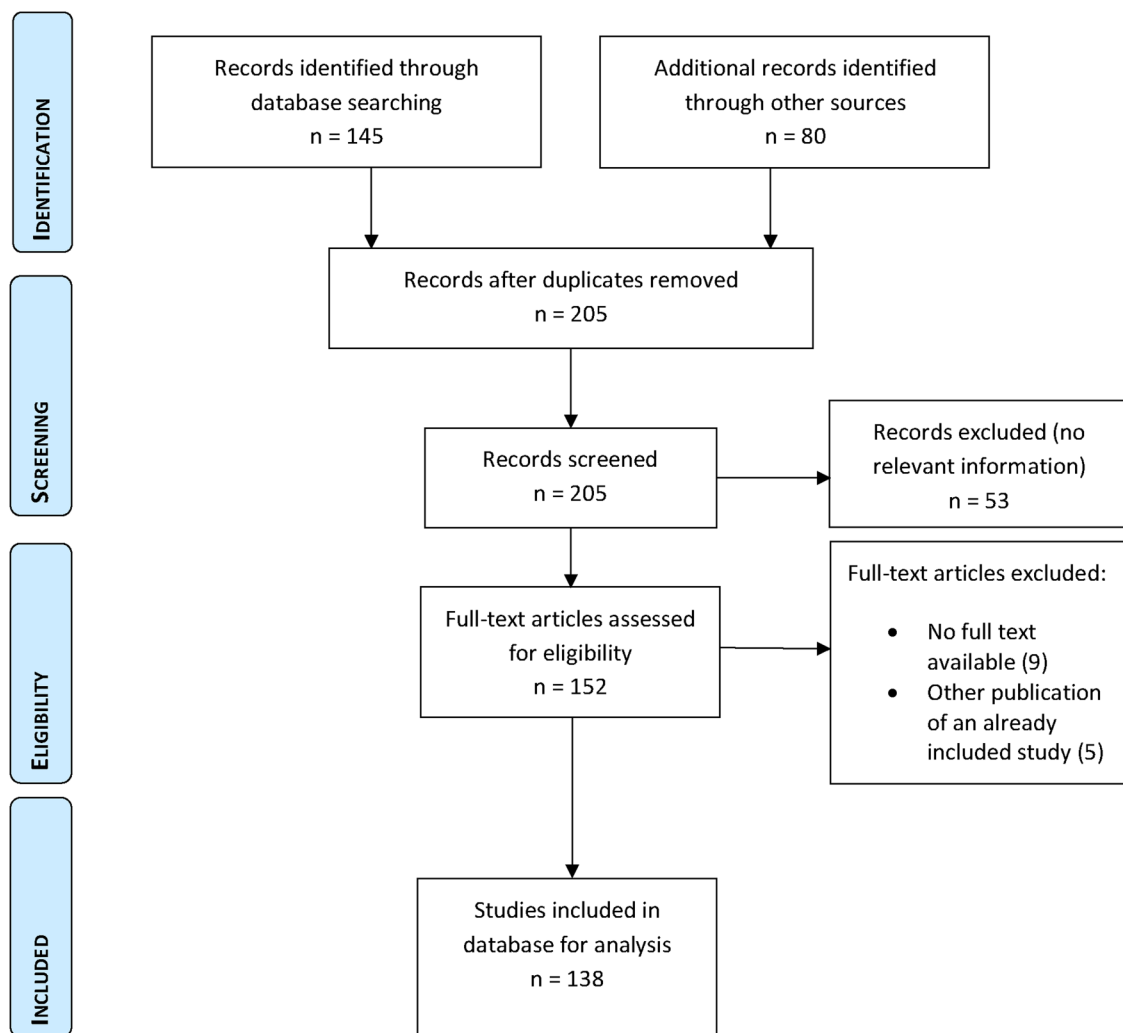 IDENTIFICATION
Records identified through
database searching
n = 145
Additional records identified
through other sources
n = 80
Records after duplicates removed
n = 205
SCREENING
Records screened
n = 205
Records excluded (no
relevant information)
n = 53
ELIGIBILITY
Full-text articles assessed
for eligibility
n = 152
Full-text articles excluded:
• No full text
available (9)
• Other publication
of an already
included study (5)
INCLUDED
Studies included in
database for analysis
n = 138